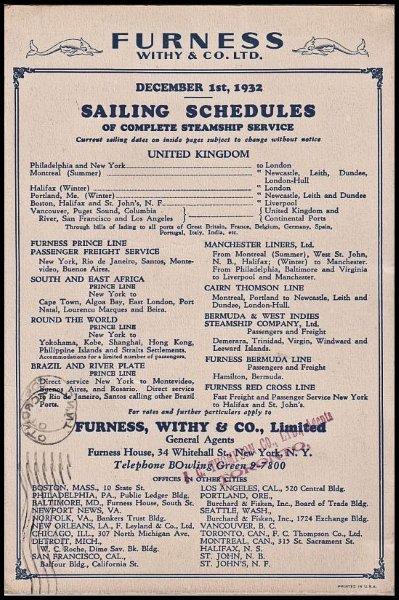 FURNESS
WITHY & CO. LTD.
DECEMBER 1st, 1932
SAILING SCHEDULES
OF COMPLETE STEAMSHIP SERVICE
Current sailing dates on inside pages subject to change without notice
UNITED KINGDOM
Philadelphia and New York to London
Montreal (Summer) " Newcastle, Leith, Dundee,
London-Hull
Halifax (Winter) " London
Portland, Me. (Winter) " Newcastle, Leith and Dundee
Boston, Halifax and St. John's, N. F. " Liverpool
Vancouver, Puget Sound, Columbia } { United Kingdom and
River, San Francisco and Los Angeles } { Continental Ports
Through bills of lading to all ports of Great Britain, France, Belgium, Germany, Spain,
Portugal, Italy, India, etc.
FURNESS PRINCE LINE
PASSENGER FREIGHT SERVICE
New York, Rio de Janeiro, Santos, Monte-
video, Buenos Aires.
SOUTH AND EAST AFRICA
PRINCE LINE
New York to
Cape Town, Algoa Bay, East London, Port
Natal, Lourenco Marques and Beira.
ROUND THE WORLD
PRINCE LINE
New York to
Yokohama, Kobe, Shanghai, Hong Kong,
Philippine Islands and Straits Settlements.
Accommodations for a limited number of passengers.
BRAZIL AND RIVER PLATE
PRINCE LINE
Direct service New York to Montevideo,
Buenos Aires and Rosario. Direct service
to Rio de Janeiro, Santos calling other Brazil
Ports.
MANCHESTER LINERS, Ltd.
From Montreal (Summer), West St. John,
N. B., Halifax; (Winter) to Manchester.
From Philadelphia, Baltimore and Virginia
to Liverpool and Manchester.
CAIRN THOMSON LINE
Montreal, Portland to Newcastle, Leith and
Dundee, London-Hull.
BERMUDA & WEST INDIES
STEAMSHIP COMPANY, Ltd.
Passengers and Freight
Demerara, Trinidad, Virgin, Windward and
Leeward Islands.
FURNESS BERMUDA LINE
Passengers and Freight
Hamilton, Bermuda.
FURNESS RED CROSS LINE
Fast Freight and Passenger Service New York
to Halifax and St. John's.
For rates and further particulars apply to
FURNESS, WITHY & CO., Limited
General Agents
Furness House, 34 Whitehall St., New York, N. Y.
Telephone BOwling Green 9-7800
OFFICES IN OTHER CITIES
BOSTON, MASS., 10 State St.
PHILADELPHIA, PA., Public Ledger Bldg.
BALTIMORE, MD., Furness House, South St.
NEWPORT NEWS, VA.
NORFOLK, VA., Bankers Trust Bldg.
NEW ORLEANS, LA., F. Leyland & Co., Ltd.
CHICAGO, ILL., 307 North Michigan Ave.
DETROIT, MICH.,
W. C. Roche, Dime Sav. Bk. Bldg.
SAN FRANCISCO, CAL.,
Balfour Bldg., California St.
LOS ANGELES, CAL., 520 Central Bldg.
PORTLAND, ORE.,
Burchard & Fisken, Inc., Board of Trade Bldg.
SEATTLE, WASH.,
Burchard & Fisken, Inc., 1724 Exchange Bldg.
VANCOUVER, B. C.
TORONTO, CAN., F. C. Thompson Co., Ltd.
MONTREAL, CAN., 315 St. Sacrament St.
HALIFAX, N. S.
ST. JOHN, N. B.
ST. JOHN'S, N. F.
PRINTED IN U.S.A.